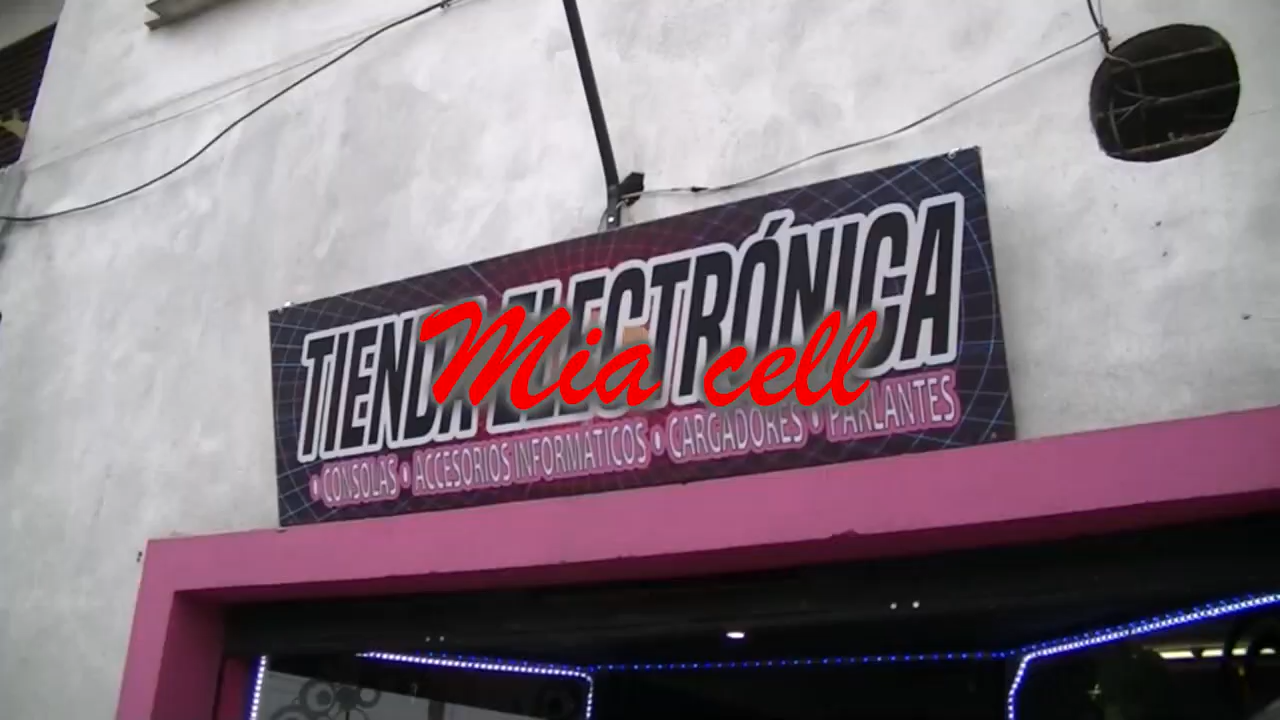 TIENDA ELECTRÓNICA
Mia cell
• CONSOLAS • ACCESORIOS INFORMÁTICOS • CARGADORES • PARLANTES